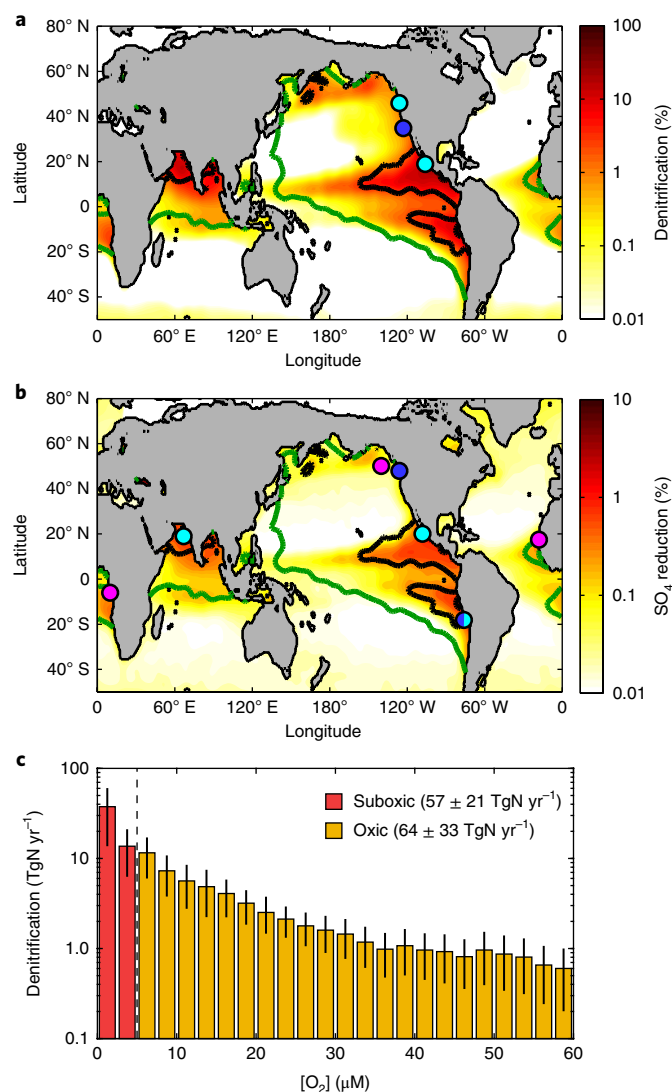 a
80° N
60° N
40° N
20° N
0
20° S
40° S
Latitude
0
60° E
120° E
180°
120° W
60° W
0
Longitude
100
10
1
0.1
0.01
Denitrification (%)
b
80° N
60° N
40° N
20° N
0
20° S
40° S
Latitude
0
60° E
120° E
180°
120° W
60° W
0
Longitude
10
1
0.1
0.01
SO₄ reduction (%)
c
100
10
1.0
0.1
Denitrification (TgN yr⁻¹)
Suboxic (57 ± 21 TgN yr⁻¹)
Oxic (64 ± 33 TgN yr⁻¹)
0
10
20
30
40
50
60
[O₂] (μM)